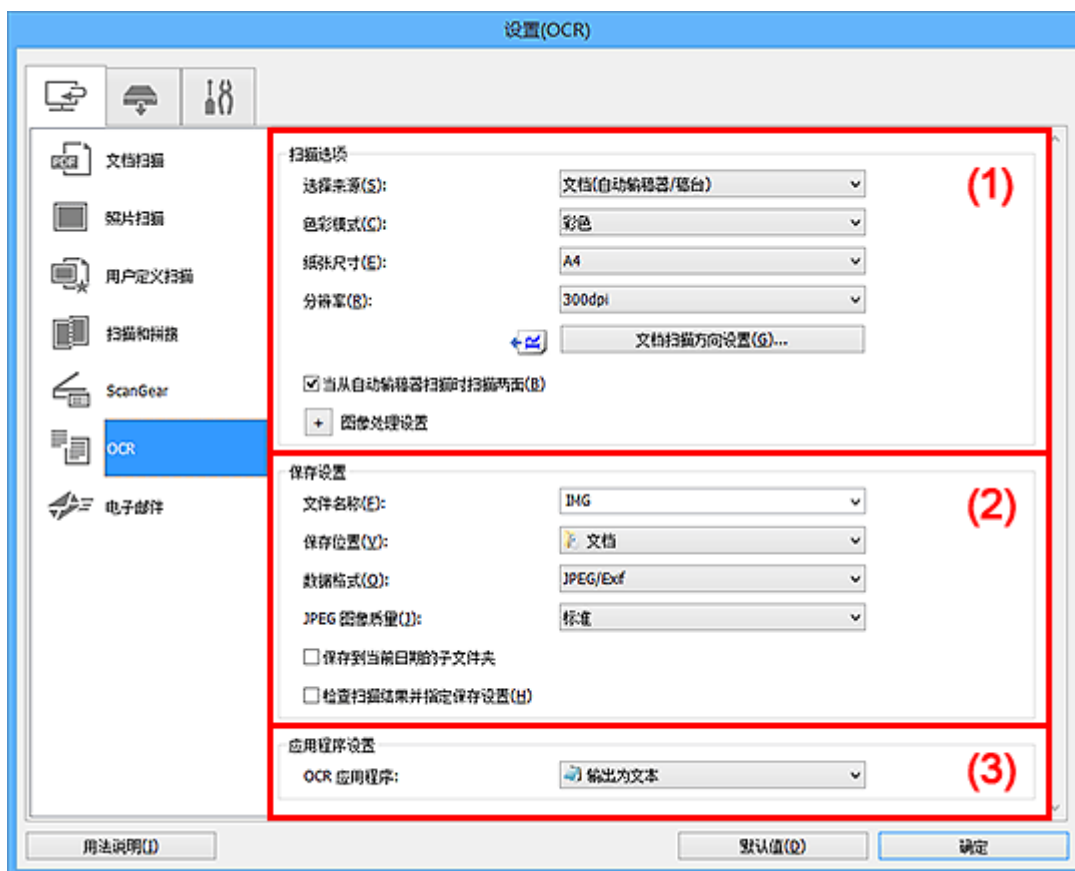 设置(OCR)
文档扫描
照片扫描
用户定义扫描
扫描和拼接
ScanGear
OCR
电子邮件
扫描选项
(1)
选择来源(S): 文档(自动输稿器/稿台)
色彩模式(C): 彩色
纸张尺寸(E): A4
分辨率(R): 300dpi
文档扫描方向设置(G)...
当从自动输稿器扫描时扫描两面(B)
+ 图像处理设置
保存设置
(2)
文件名称(F): IMG
保存位置(V): 文档
数据格式(O): JPEG/Exif
JPEG 图像质量(J): 标准
保存到当前日期的子文件夹
检查扫描结果并指定保存设置(H)
应用程序设置
(3)
OCR 应用程序: 输出为文本
用法说明(I) 默认值(D) 确定